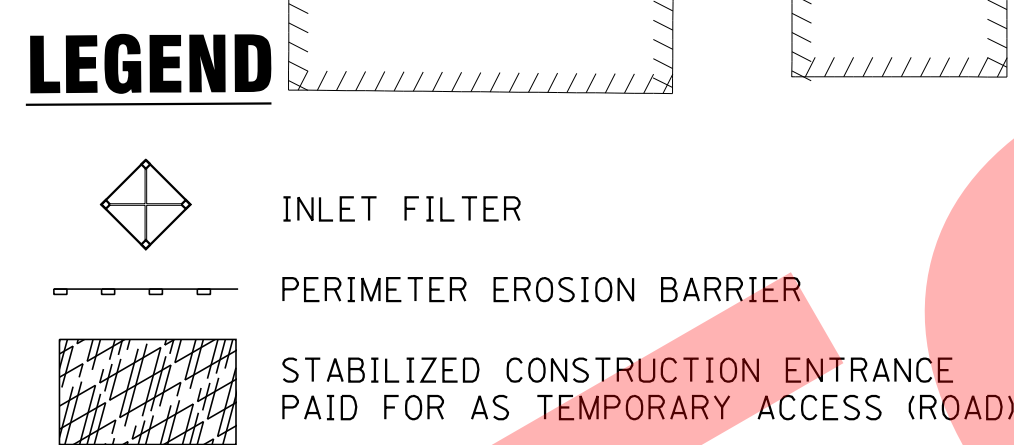 LEGEND
INLET FILTER
PERIMETER EROSION BARRIER
STABILIZED CONSTRUCTION ENTRANCE
PAID FOR AS TEMPORARY ACCESS (ROAD)